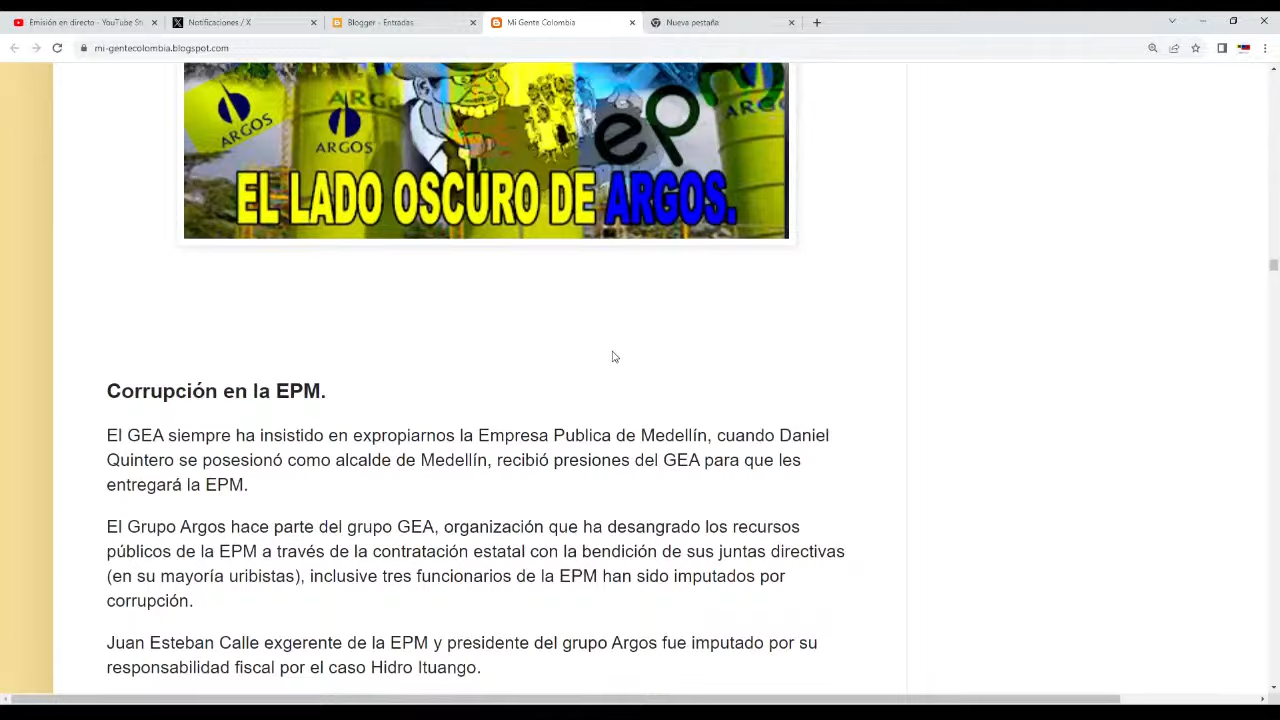 Emisión en directo - YouTube Stu
Notificaciones / X
Blogger - Entradas
Mi Gente Colombia
Nueva pestaña
mi-gentecolombia.blogspot.com
ARGOS
ARGOS
ARGOS
ARGOS
ep
EL LADO OSCURO DE ARGOS.
Corrupción en la EPM.
El GEA siempre ha insistido en expropiarnos la Empresa Publica de Medellín, cuando Daniel
Quintero se posesionó como alcalde de Medellín, recibió presiones del GEA para que les
entregará la EPM.
El Grupo Argos hace parte del grupo GEA, organización que ha desangrado los recursos
públicos de la EPM a través de la contratación estatal con la bendición de sus juntas directivas
(en su mayoría uribistas), inclusive tres funcionarios de la EPM han sido imputados por
corrupción.
Juan Esteban Calle exgerente de la EPM y presidente del grupo Argos fue imputado por su
responsabilidad fiscal por el caso Hidro Ituango.